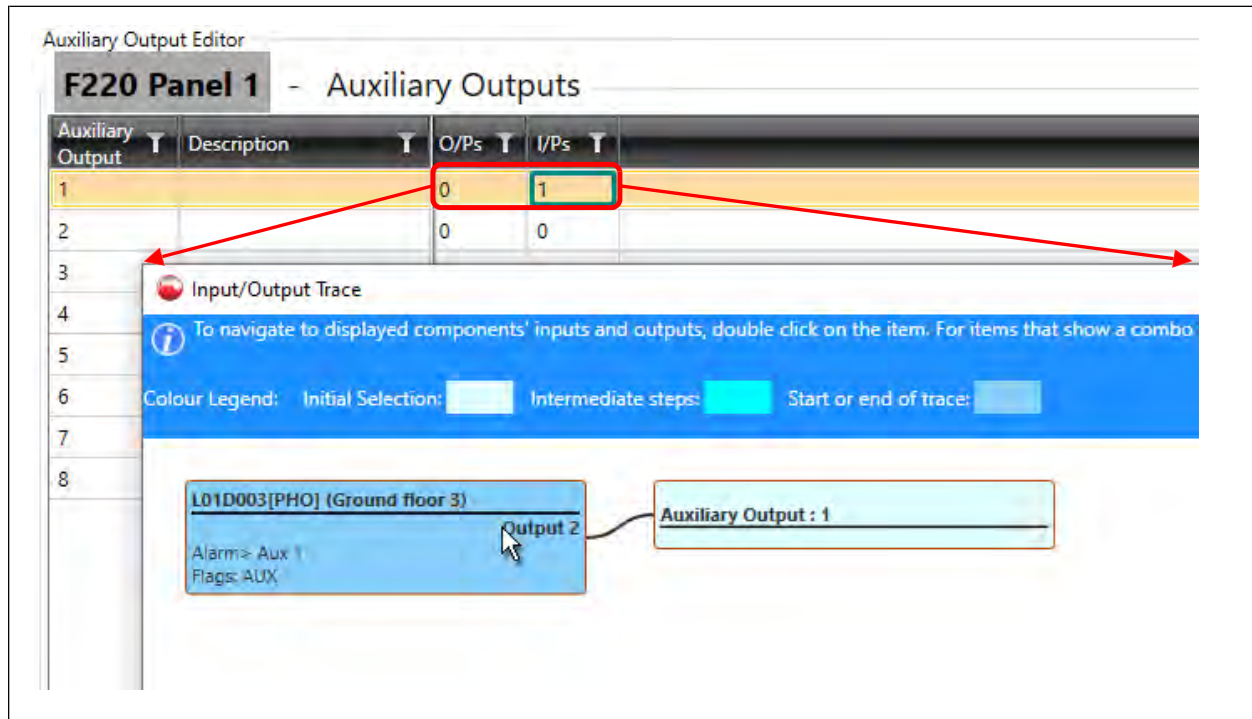 Auxiliary Output Editor
F220 Panel 1 - Auxiliary Outputs
Auxiliary Output Description O/Ps I/Ps
1 0 1
2 0 0
3
4
5
6
7
8
Input/Output Trace
To navigate to displayed components' inputs and outputs, double click on the item. For items that show a combo
Colour Legend: Initial Selection: Intermediate steps: Start or end of trace:
L01D003[PHO] (Ground floor 3)
Output 2
Alarm> Aux 1
Flags: AUX
Auxiliary Output : 1